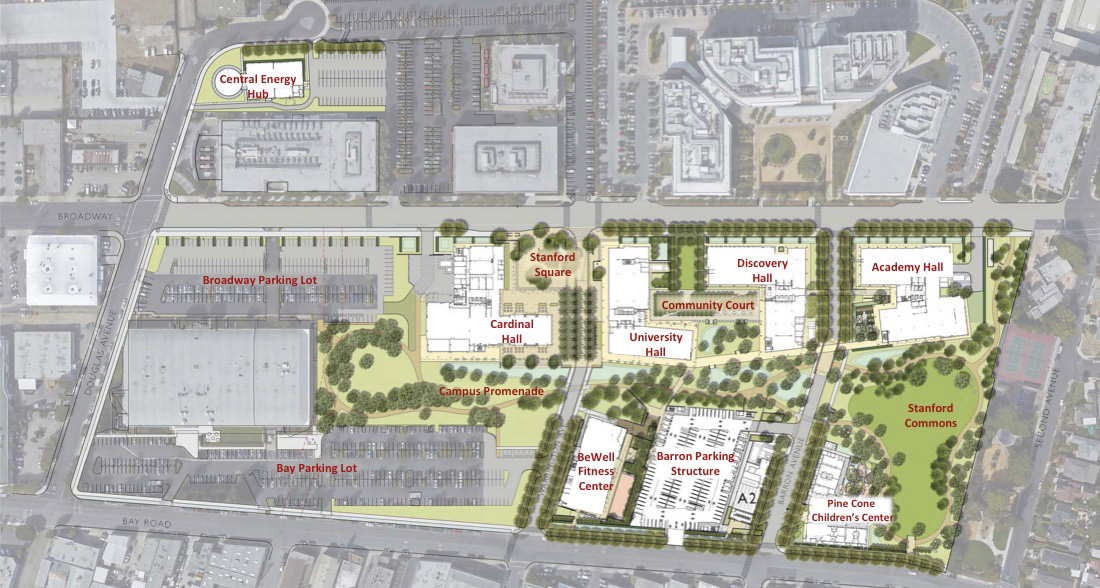 Central Energy
Hub
BROADWAY
Stanford
Square
Broadway Parking Lot
Discovery
Hall
Academy Hall
Community Court
Cardinal
Hall
University
Hall
DOUGLAS AVENUE
Campus Promenade
Stanford
Commons
SECOND AVENUE
BeWell
Fitness
Center
Barron Parking
Structure
A2
BARRON AVENUE
Bay Parking Lot
Pine Cone
Children's Center
BAY ROAD